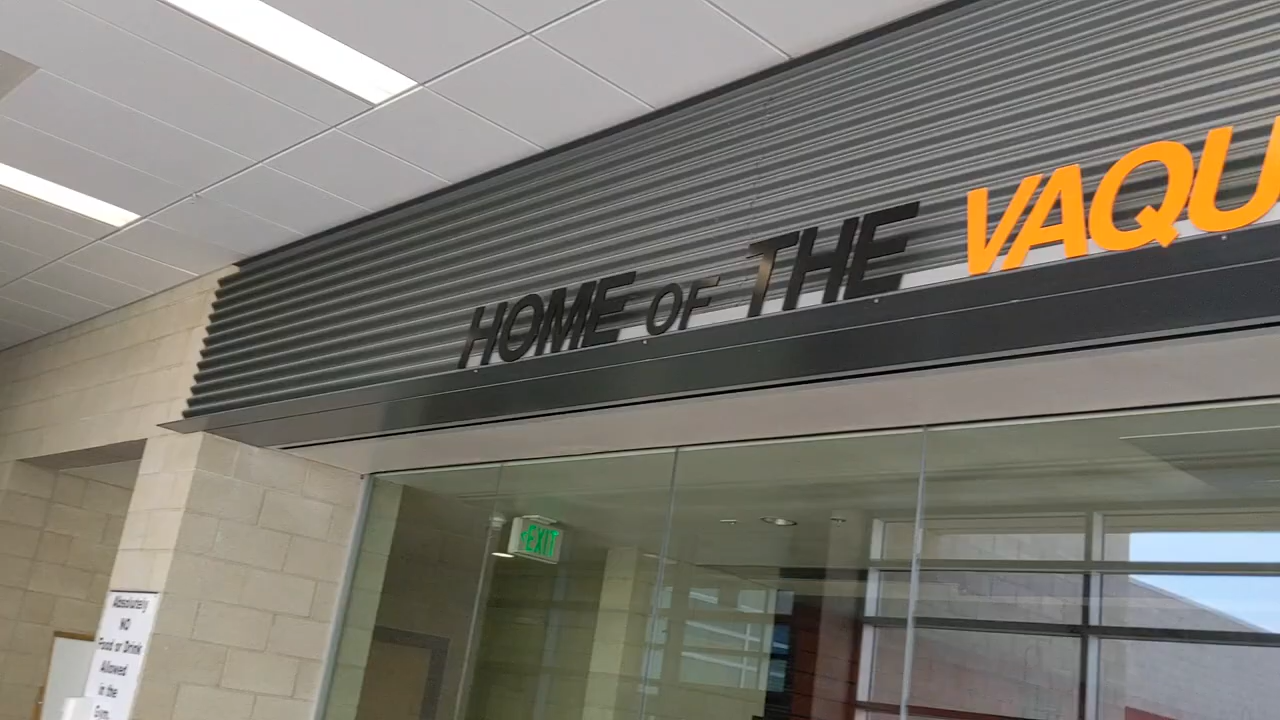 HOME OF THE VAQU
EXIT
Absolutely
NO
Food or Drink
Allowed
in the
Gym.